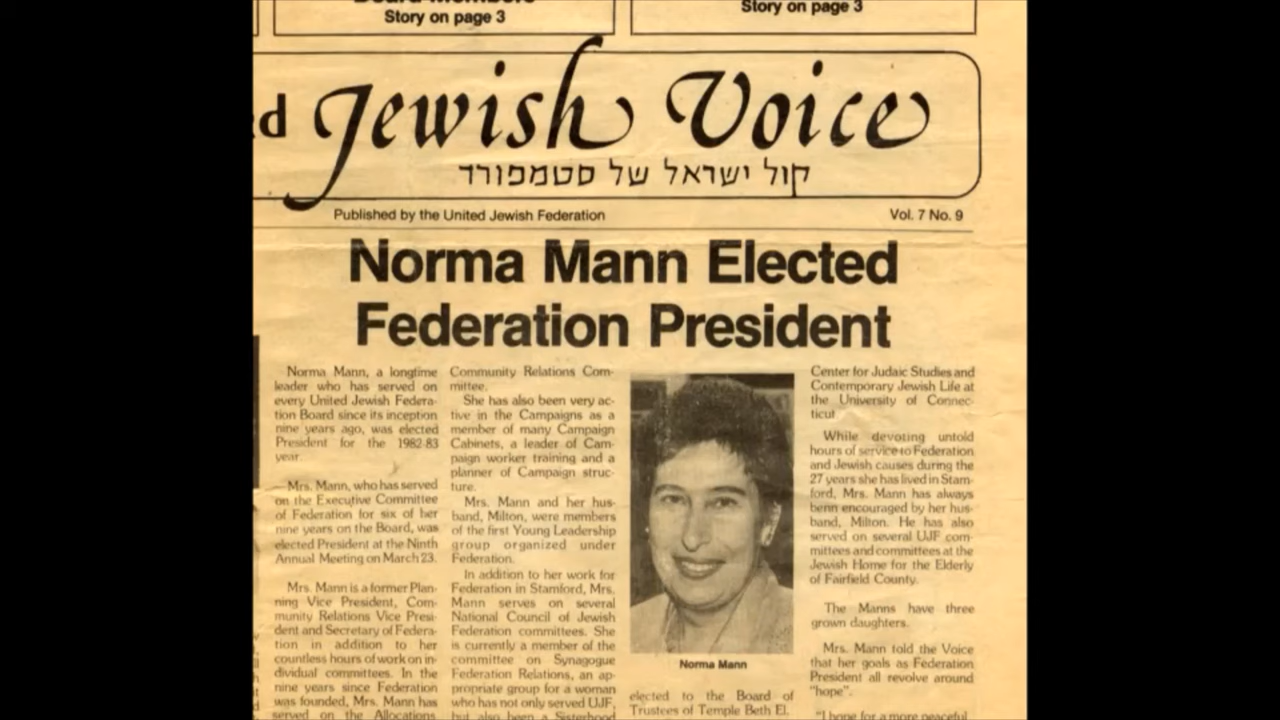 Board Members
Story on page 3
Story on page 3
Jewish Voice
קול ישראל של סטמפורד
Published by the United Jewish Federation
Vol. 7 No. 9
Norma Mann Elected
Federation President
Norma Mann, a longtime
leader who has served on
every United Jewish Federa-
tion Board since its inception
nine years ago, was elected
President for the 1982-83
year.
Mrs. Mann, who has served
on the Executive Committee
of Federation for six of her
nine years on the Board, was
elected President at the Ninth
Annual Meeting on March 23.
Mrs. Mann is a former Plan-
ning Vice President, Com-
munity Relations Vice Presi-
dent and Secretary of Federa-
tion in addition to her
countless hours of work on in-
dividual committees. In the
nine years since Federation
was founded, Mrs. Mann has
served on the Allocations,
Community Relations Com-
mittee.
She has also been very ac-
tive in the Campaigns as a
member of many Campaign
Cabinets, a leader of Cam-
paign worker training and a
planner of Campaign struc-
ture.
Mrs. Mann and her hus-
band, Milton, were members
of the first Young Leadership
group organized under
Federation.
In addition to her work for
Federation in Stamford, Mrs.
Mann serves on several
National Council of Jewish
Federation committees. She
is currently a member of the
committee on Synagogue
Federation Relations, an ap-
propriate group for a woman
who has not only served UJF,
but also been a Sisterhood
Norma Mann
elected to the Board of
Trustees of Temple Beth El.
Center for Judaic Studies and
Contemporary Jewish Life at
the University of Connec-
ticut
While devoting untold
hours of service to Federation
and Jewish causes during the
27 years she has lived in Stam-
ford, Mrs. Mann has always
benn encouraged by her hus-
band, Milton. He has also
served on several UJF com-
mittees and committees at the
Jewish Home for the Elderly
of Fairfield County.
The Manns have three
grown daughters.
Mrs. Mann told the Voice
that her goals as Federation
President all revolve around
"hope".
"I hope for a more peaceful